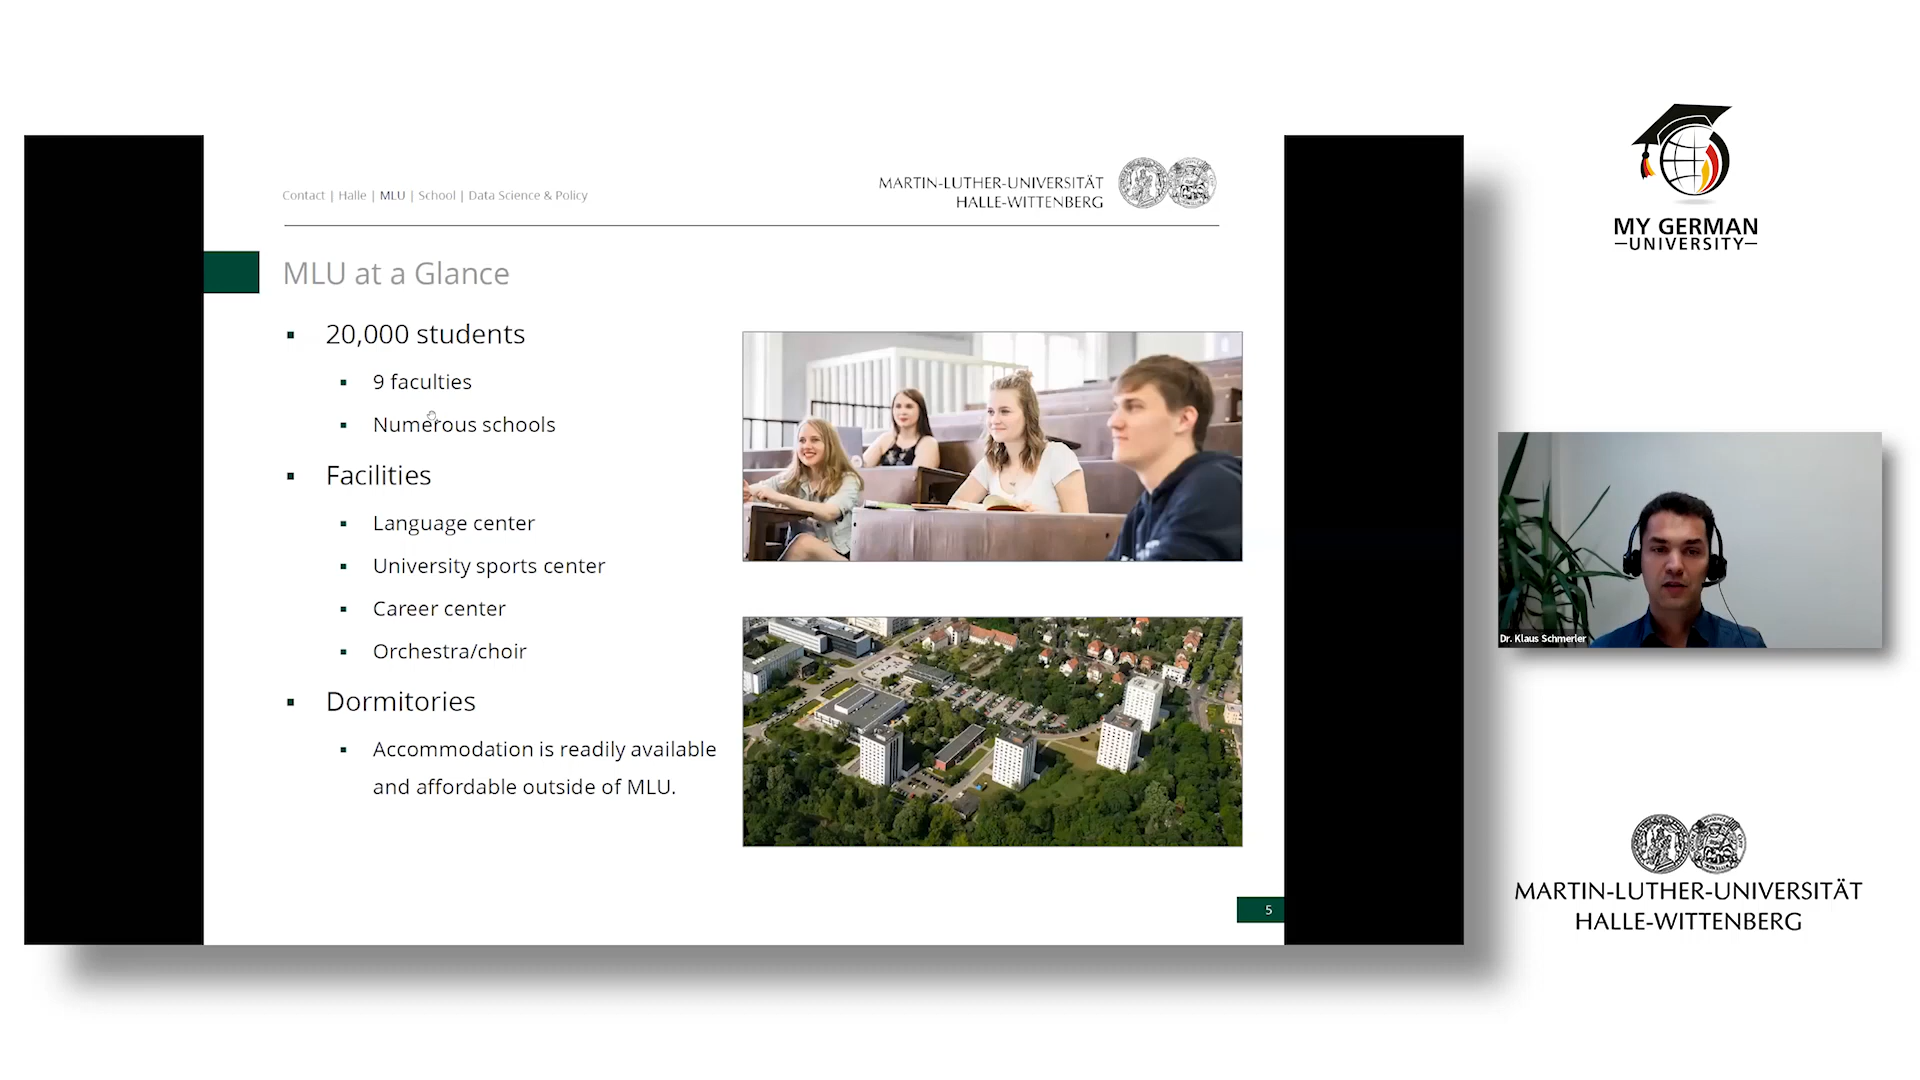 Contact | Halle | MLU | School | Data Science & Policy
MARTIN-LUTHER-UNIVERSITÄT
HALLE-WITTENBERG
MLU at a Glance
20,000 students
9 faculties
Numerous schools
Facilities
Language center
University sports center
Career center
Orchestra/choir
Dormitories
Accommodation is readily available
and affordable outside of MLU.
5
MY GERMAN
UNIVERSITY
Dr. Klaus Schmerler
MARTIN-LUTHER-UNIVERSITÄT
HALLE-WITTENBERG